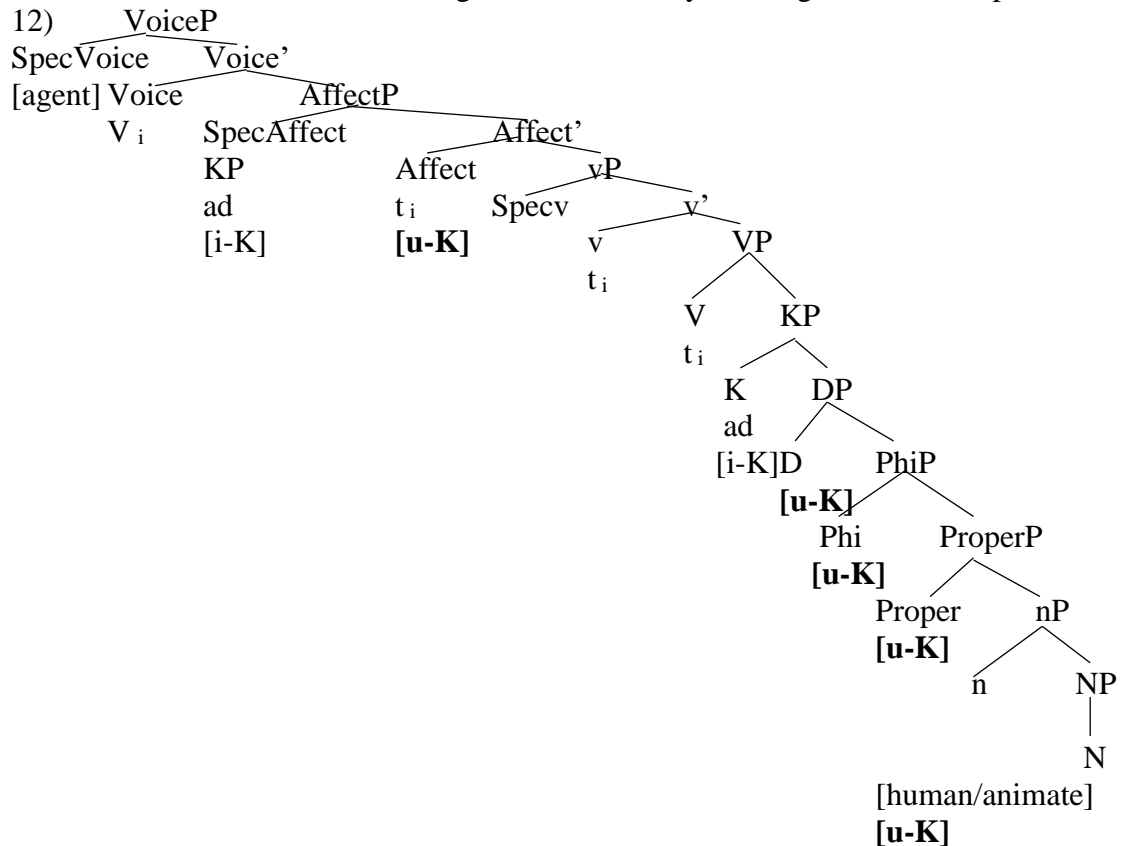 12) VoiceP
SpecVoice Voice’
[agent] Voice AffectP
V i SpecAffect Affect’
KP Affect vP
ad t i Specv v’
[i-K] [u-K] v VP
t i
V KP
t i
K DP
ad
[i-K]D PhiP
[u-K]
Phi ProperP
[u-K]
Proper nP
[u-K]
n NP
N
[human/animate]
[u-K]